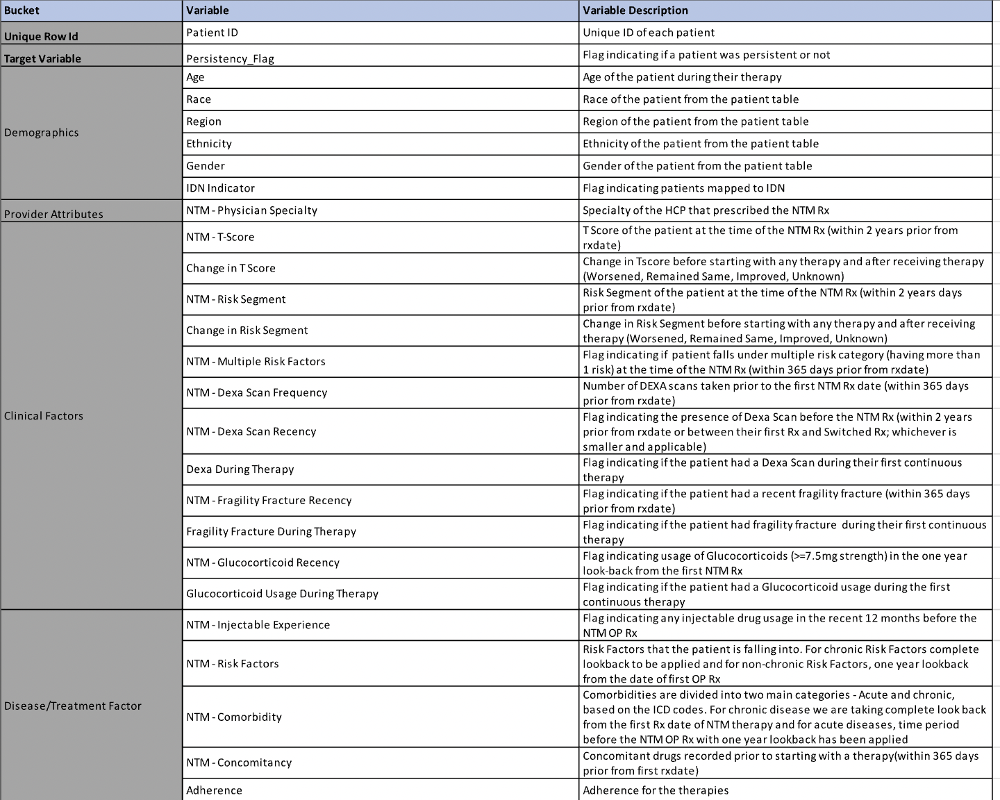 Bucket Variable Variable Description
Unique Row Id Patient ID Unique ID of each patient
Target Variable Persistency_Flag Flag indicating if a patient was persistent or not
Demographics
Age Age of the patient during their therapy
Race Race of the patient from the patient table
Region Region of the patient from the patient table
Ethnicity Ethnicity of the patient from the patient table
Gender Gender of the patient from the patient table
IDN Indicator Flag indicating patients mapped to IDN
Provider Attributes NTM - Physician Specialty Specialty of the HCP that prescribed the NTM Rx
Clinical Factors
NTM - T-Score
T Score of the patient at the time of the NTM Rx (within 2 years prior from
rxdate)
Change in T Score
Change in Tscore before starting with any therapy and after receiving therapy
(Worsened, Remained Same, Improved, Unknown)
NTM - Risk Segment
Risk Segment of the patient at the time of the NTM Rx (within 2 years days
prior from rxdate)
Change in Risk Segment
Change in Risk Segment before starting with any therapy and after receiving
therapy (Worsened, Remained Same, Improved, Unknown)
NTM - Multiple Risk Factors
Flag indicating if  patient falls under multiple risk category (having more than
1 risk) at the time of the NTM Rx (within 365 days prior from rxdate)
NTM - Dexa Scan Frequency
Number of DEXA scans taken prior to the first NTM Rx date (within 365 days
prior from rxdate)
NTM - Dexa Scan Recency
Flag indicating the presence of Dexa Scan before the NTM Rx (within 2 years
prior from rxdate or between their first Rx and Switched Rx; whichever is
smaller and applicable)
Dexa During Therapy
Flag indicating if the patient had a Dexa Scan during their first continuous
therapy
NTM - Fragility Fracture Recency
Flag indicating if the patient had a recent fragility fracture (within 365 days
prior from rxdate)
Fragility Fracture During Therapy
Flag indicating if the patient had fragility fracture  during their first continuous
therapy
NTM - Glucocorticoid Recency
Flag indicating usage of Glucocorticoids (>=7.5mg strength) in the one year
look-back from the first NTM Rx
Glucocorticoid Usage During Therapy
Flag indicating if the patient had a Glucocorticoid usage during the first
continuous therapy
Disease/Treatment Factor
NTM - Injectable Experience
Flag indicating any injectable drug usage in the recent 12 months before the
NTM OP Rx
NTM - Risk Factors
Risk Factors that the patient is falling into. For chronic Risk Factors complete
lookback to be applied and for non-chronic Risk Factors, one year lookback
from the date of first OP Rx
NTM - Comorbidity
Comorbidities are divided into two main categories - Acute and chronic,
based on the ICD codes. For chronic disease we are taking complete look back
from the first Rx date of NTM therapy and for acute diseases, time period
before the NTM OP Rx with one year lookback has been applied
NTM - Concomitancy
Concomitant drugs recorded prior to starting with a therapy(within 365 days
prior from first rxdate)
Adherence Adherence for the therapies